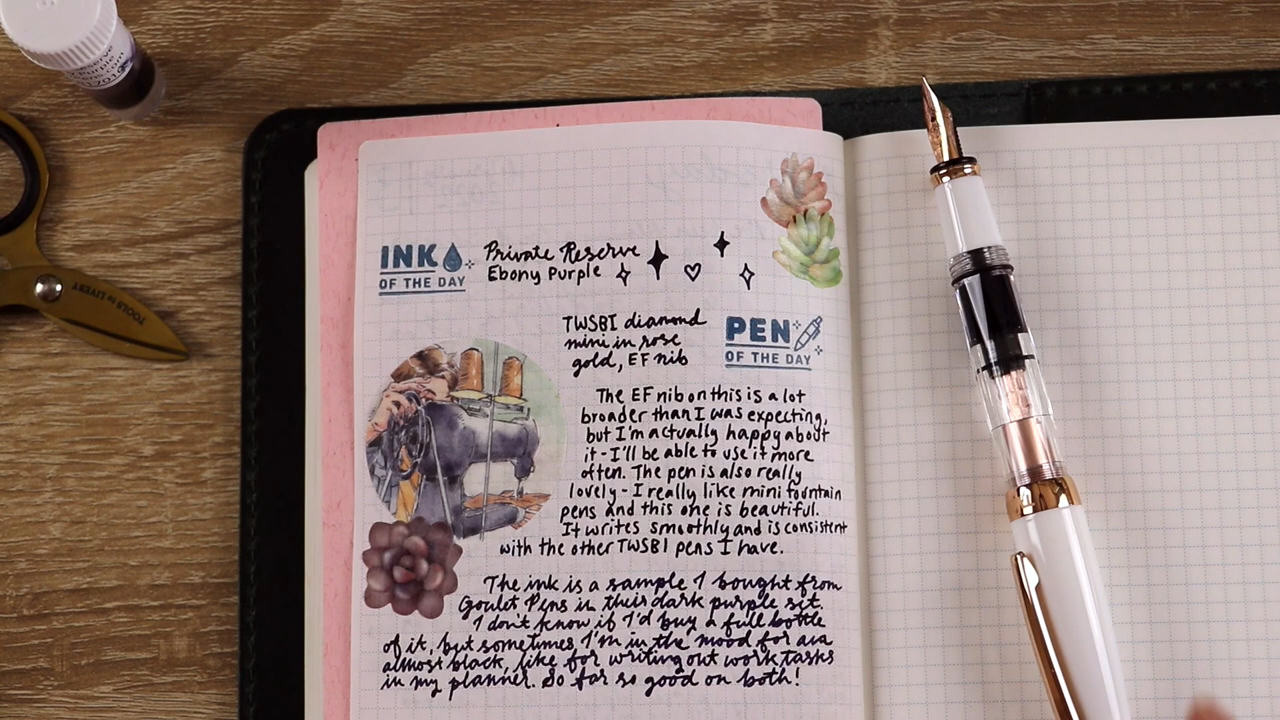 INK
OF THE DAY
Private Reserve
Ebony Purple
TWSBI diamond
mini in rose
gold, EF nib
PEN
OF THE DAY
The EF nib on this is a lot
broader than I was expecting,
but I'm actually happy about
it - I'll be able to use it more
often. The pen is also really
lovely - I really like mini fountain
pens and this one is beautiful.
It writes smoothly and is consistent
with the other TWSBI pens I have.
The ink is a sample I bought from
Goulet Pens in their dark purple set.
I don't know if I'd buy a full bottle
of it, but sometimes I'm in the mood for an
almost black, like for writing out work tasks
in my planner. So far so good on both!
TOOLS to LIVEBY